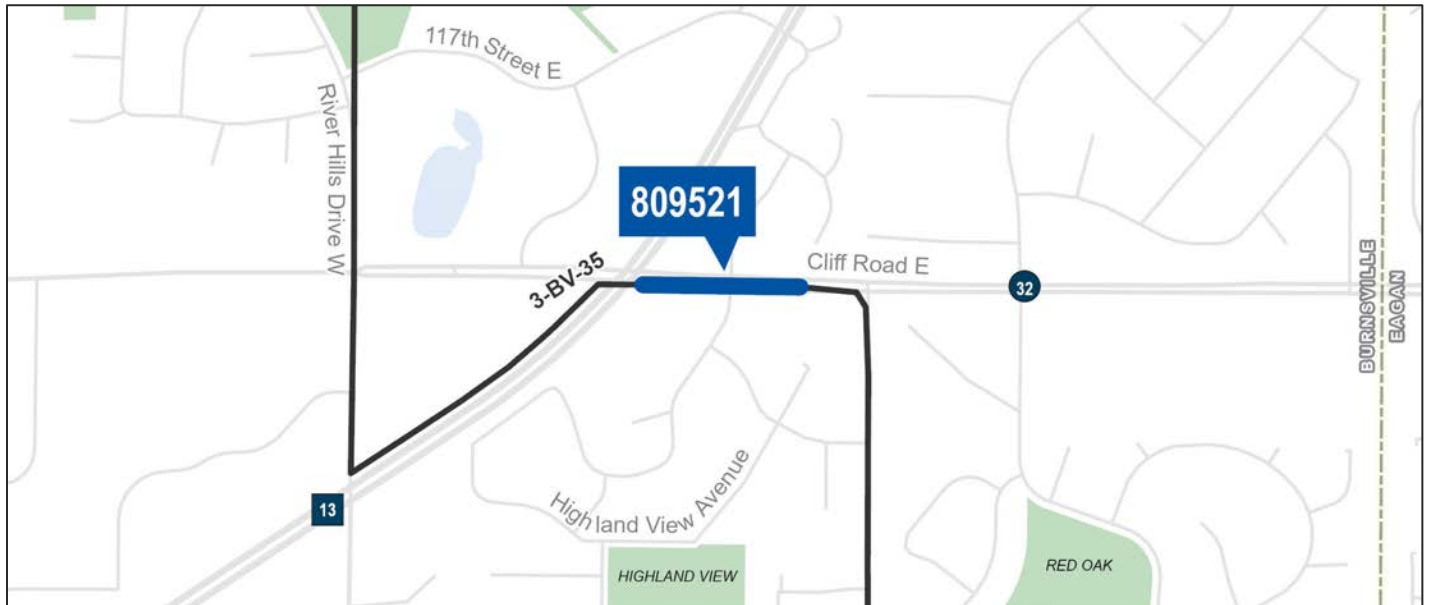 117th Street E
River Hills Drive W
809521
3-BV-35
Cliff Road E
32
BURNSVILLE
EAGAN
13
Highland View Avenue
HIGHLAND VIEW
RED OAK